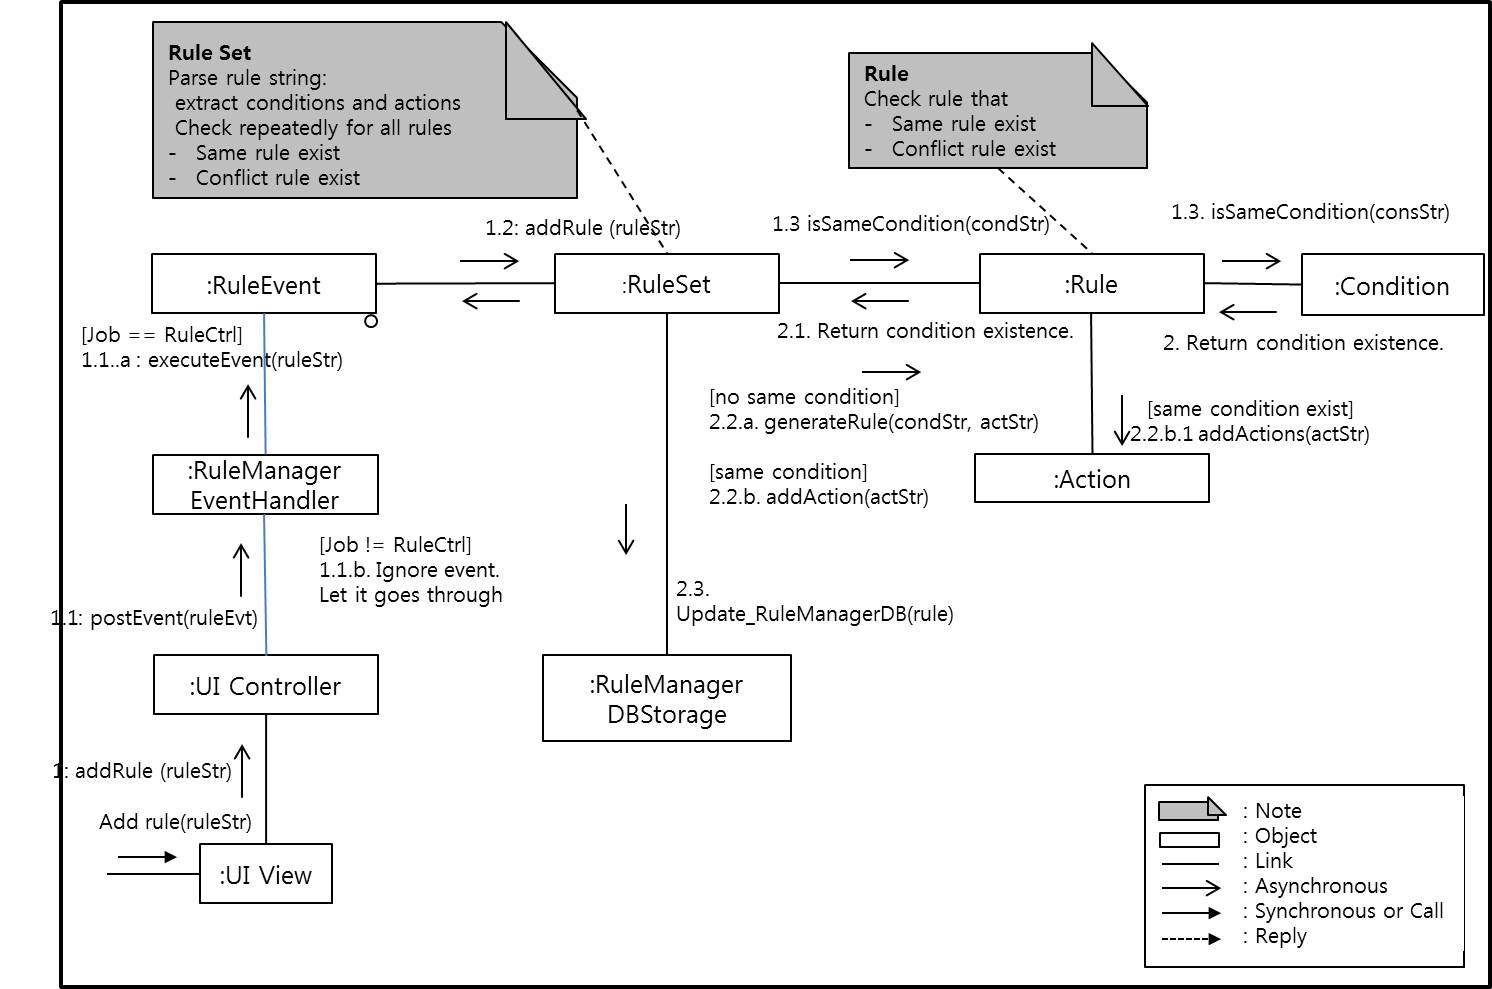 Rule Set
Parse rule string:
extract conditions and actions
Check repeatedly for all rules
- Same rule exist
- Conflict rule exist
Rule
Check rule that
- Same rule exist
- Conflict rule exist
1.2: addRule (ruleStr)
1.3 isSameCondition(condStr)
1.3. isSameCondition(consStr)
:RuleEvent
:RuleSet
:Rule
:Condition
[Job == RuleCtrl]
1.1..a : executeEvent(ruleStr)
2.1. Return condition existence.
2. Return condition existence.
[no same condition]
2.2.a. generateRule(condStr, actStr)
[same condition exist]
2.2.b.1 addActions(actStr)
[same condition]
2.2.b. addAction(actStr)
:RuleManager
EventHandler
:Action
[Job != RuleCtrl]
1.1.b. Ignore event.
Let it goes through
1.1: postEvent(ruleEvt)
2.3.
Update_RuleManagerDB(rule)
:UI Controller
:RuleManager
DBStorage
1: addRule (ruleStr)
Add rule(ruleStr)
:UI View
: Note
: Object
: Link
: Asynchronous
: Synchronous or Call
: Reply